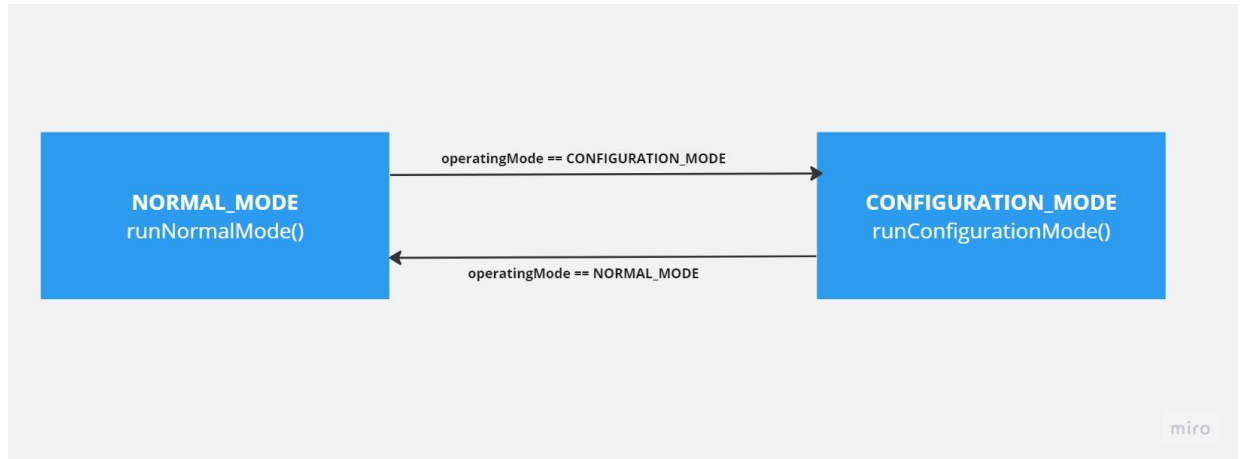 operatingMode == CONFIGURATION_MODE
NORMAL_MODE
runNormalMode()
CONFIGURATION_MODE
runConfigurationMode()
operatingMode == NORMAL_MODE
miro